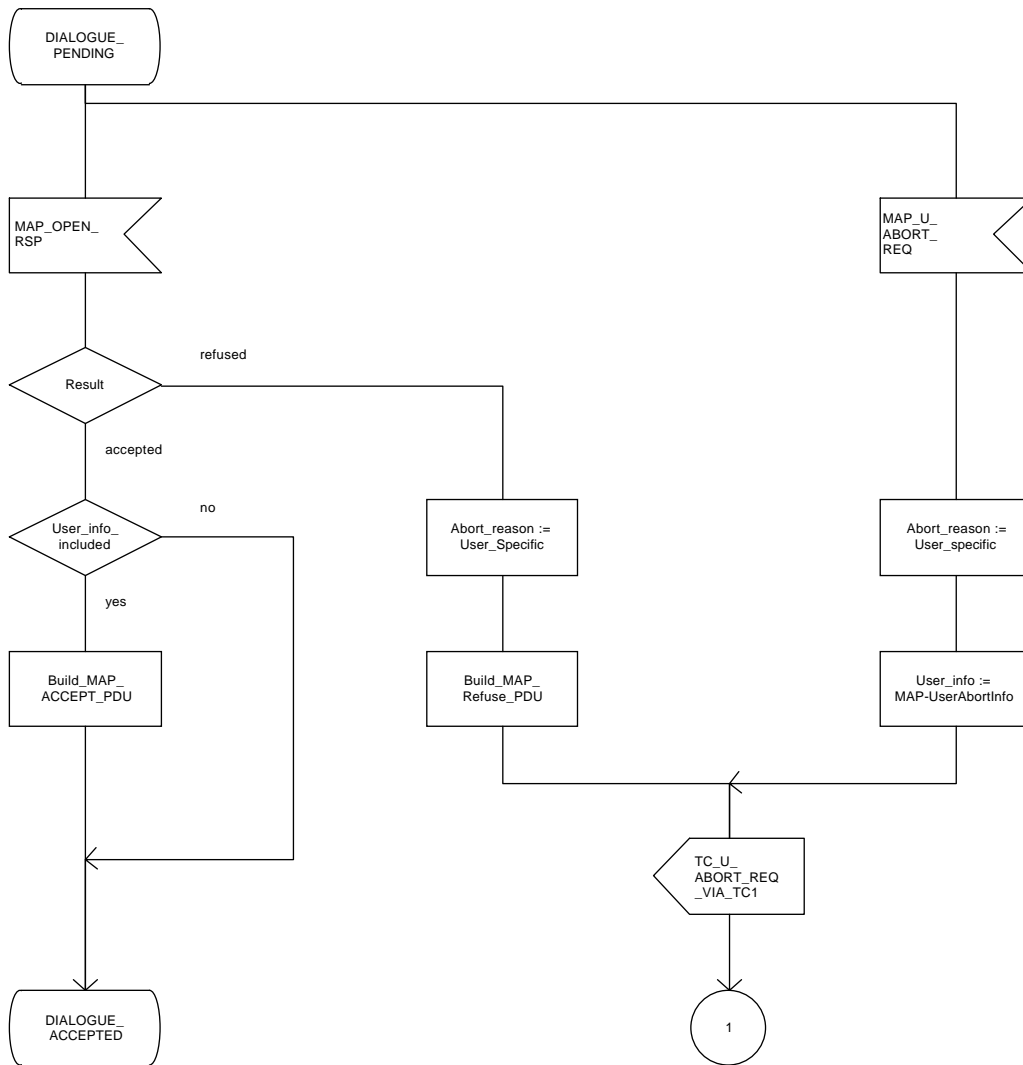 DIALOGUE_
PENDING
MAP_OPEN_
RSP
MAP_U_
ABORT_
REQ
Result
refused
accepted
User_info_
included
no
yes
Abort_reason :=
User_Specific
Abort_reason :=
User_specific
Build_MAP_
ACCEPT_PDU
Build_MAP_
Refuse_PDU
User_info :=
MAP-UserAbortInfo
TC_U_
ABORT_REQ
_VIA_TC1
DIALOGUE_
ACCEPTED
1